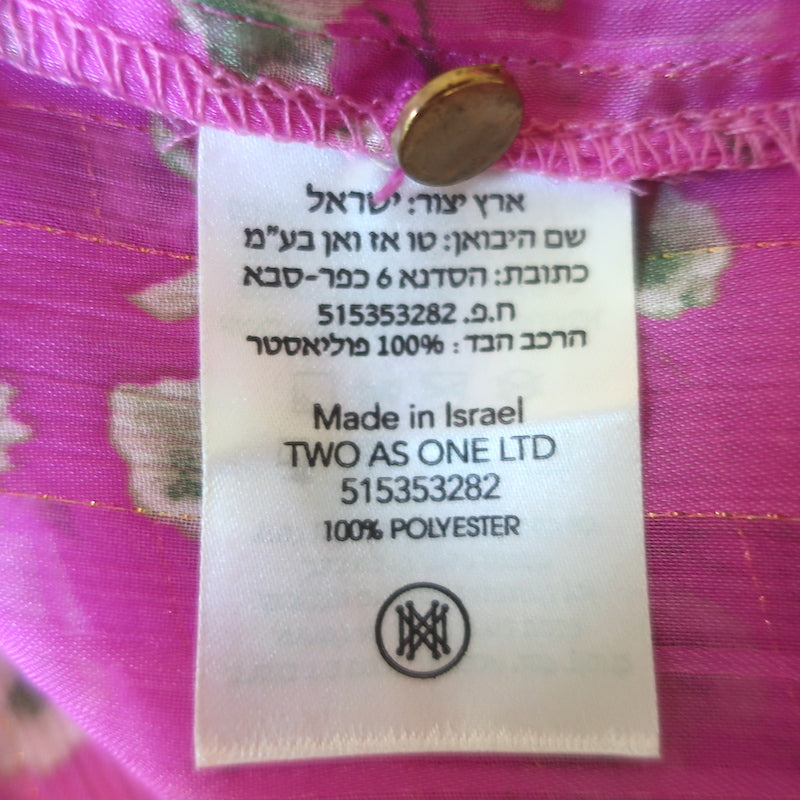 ארץ יצור: ישראל
שם היבואן: טו אז ואן בע"מ
כתובת: הסדנא 6 כפר-סבא
ח.פ. 515353282
הרכב הבד: 100% פוליאסטר
Made in Israel
TWO AS ONE LTD
515353282
100% POLYESTER